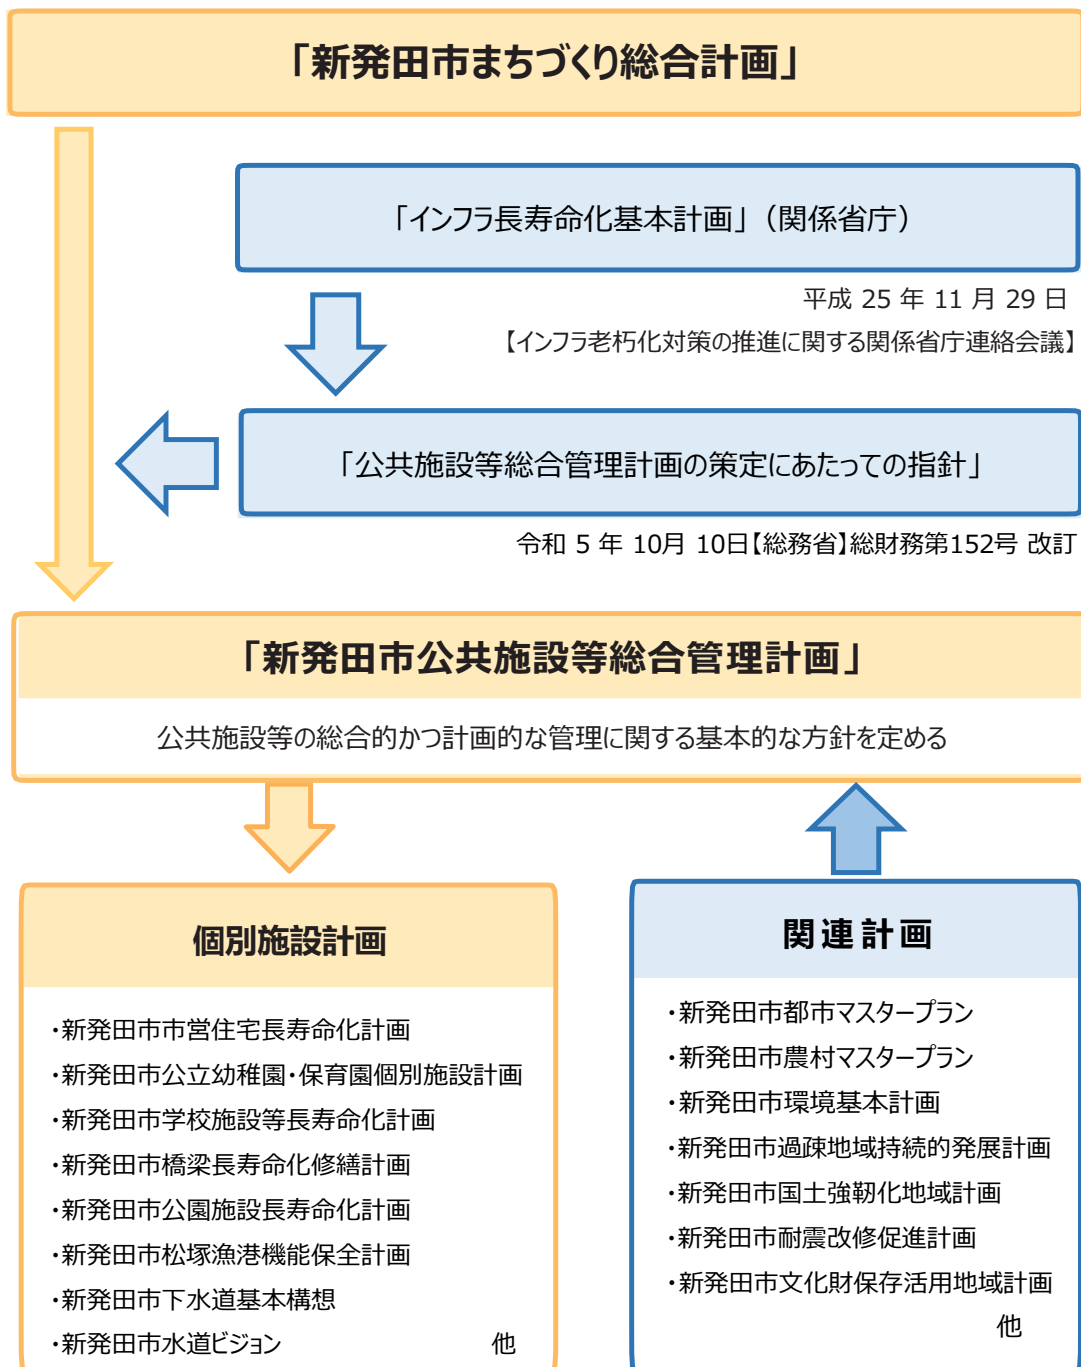 「新発田市まちづくり総合計画」
「インフラ長寿命化基本計画」（関係省庁）
平成 25 年 11 月 29 日
【インフラ老朽化対策の推進に関する関係省庁連絡会議】
「公共施設等総合管理計画の策定にあたっての指針」
令和 5 年 10月 10日【総務省】総財務第152号 改訂
「新発田市公共施設等総合管理計画」
公共施設等の総合的かつ計画的な管理に関する基本的な方針を定める
個別施設計画
・新発田市市営住宅長寿命化計画
・新発田市公立幼稚園・保育園個別施設計画
・新発田市学校施設等長寿命化計画
・新発田市橋梁長寿命化修繕計画
・新発田市公園施設長寿命化計画
・新発田市松塚漁港機能保全計画
・新発田市下水道基本構想
・新発田市水道ビジョン 他
関連計画
・新発田市都市マスタープラン
・新発田市農村マスタープラン
・新発田市環境基本計画
・新発田市過疎地域持続的発展計画
・新発田市国土強靭化地域計画
・新発田市耐震改修促進計画
・新発田市文化財保存活用地域計画
他